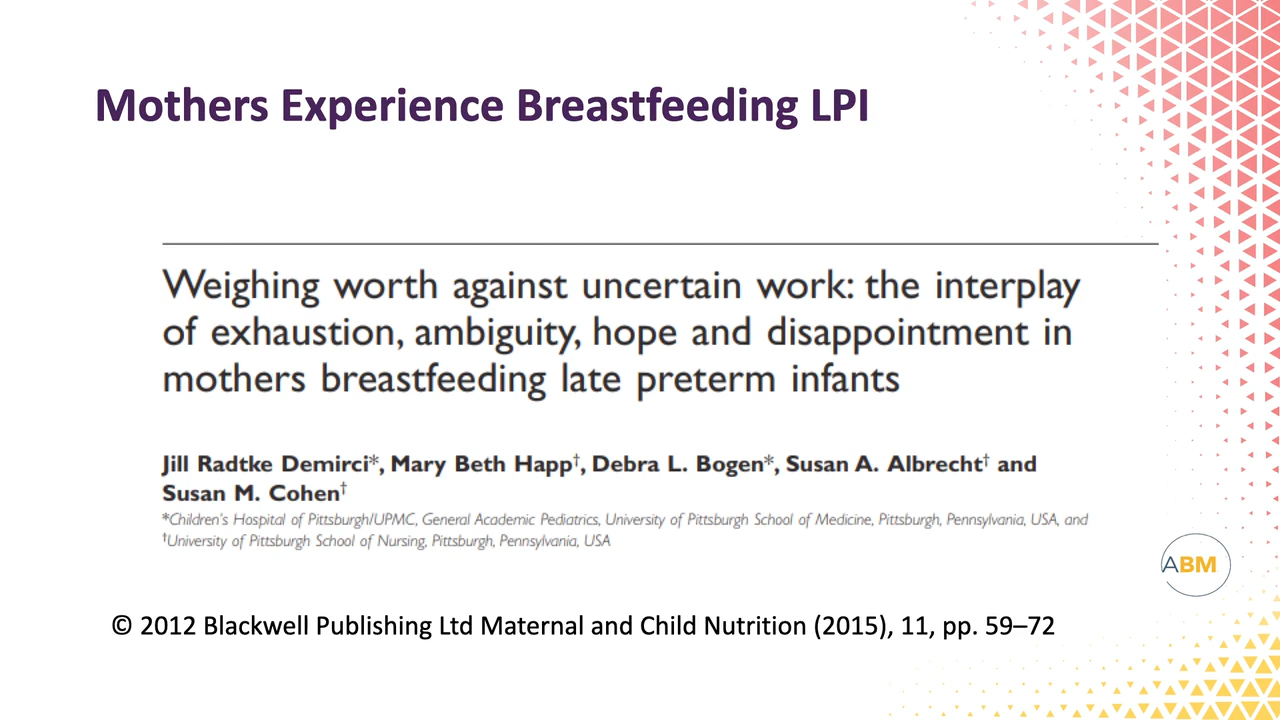 Mothers Experience Breastfeeding LPI
Weighing worth against uncertain work: the interplay
of exhaustion, ambiguity, hope and disappointment in
mothers breastfeeding late preterm infants
Jill Radtke Demirci*, Mary Beth Happ†, Debra L. Bogen*, Susan A. Albrecht† and
Susan M. Cohen†
*Children's Hospital of Pittsburgh/UPMC, General Academic Pediatrics, University of Pittsburgh School of Medicine, Pittsburgh, Pennsylvania, USA, and
†University of Pittsburgh School of Nursing, Pittsburgh, Pennsylvania, USA
ABM
© 2012 Blackwell Publishing Ltd Maternal and Child Nutrition (2015), 11, pp. 59–72